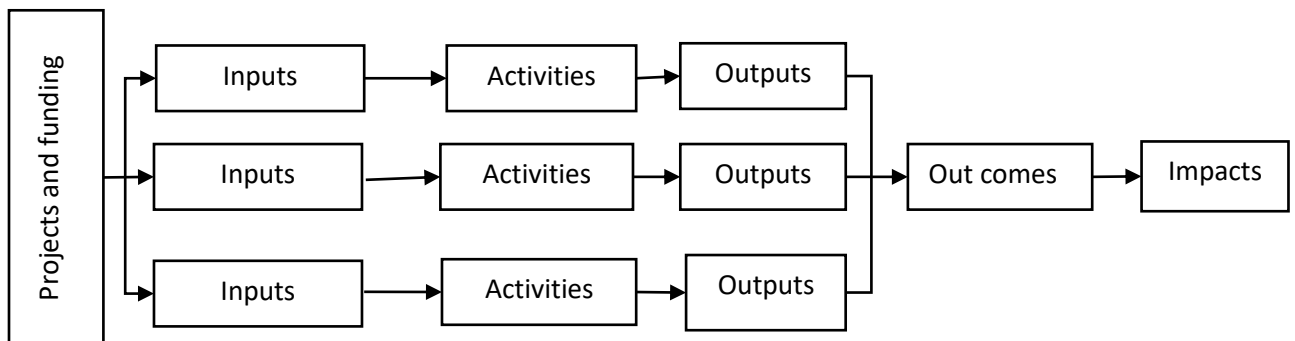 Projects and funding
Inputs
Activities
Outputs
Inputs
Activities
Outputs
Out comes
Impacts
Inputs
Activities
Outputs